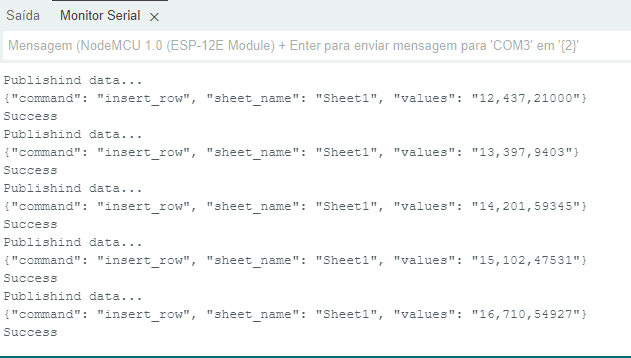 Saída Monitor Serial ×
Mensagem (NodeMCU 1.0 (ESP-12E Module) + Enter para enviar mensagem para 'COM3' em '{2}'
Publishind data...
{"command": "insert_row", "sheet_name": "Sheet1", "values": "12,437,21000"}
Success
Publishind data...
{"command": "insert_row", "sheet_name": "Sheet1", "values": "13,397,9403"}
Success
Publishind data...
{"command": "insert_row", "sheet_name": "Sheet1", "values": "14,201,59345"}
Success
Publishind data...
{"command": "insert_row", "sheet_name": "Sheet1", "values": "15,102,47531"}
Success
Publishind data...
{"command": "insert_row", "sheet_name": "Sheet1", "values": "16,710,54927"}
Success